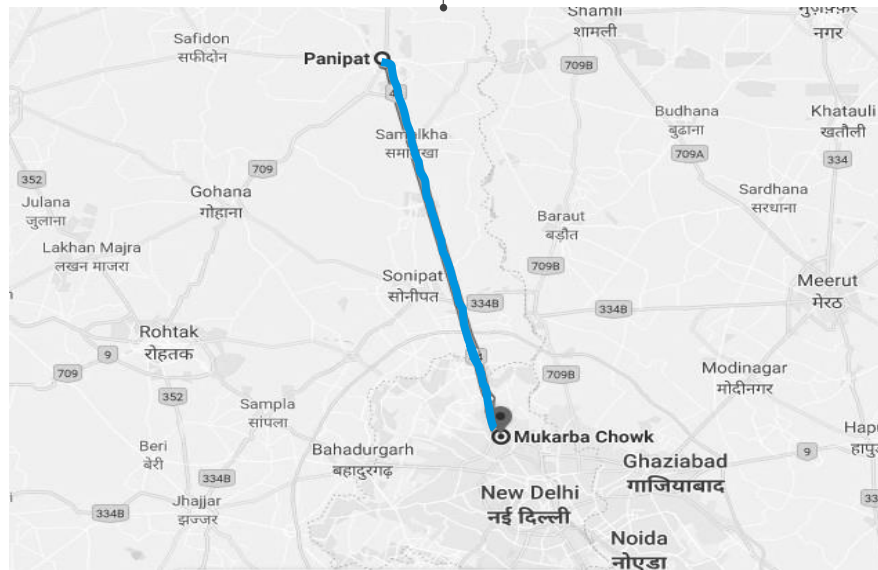 Shamli
शामली
मुज़फ़्फ़र
नगर
Safidon
सफीदोन
Panipat
709B
Samalkha
समालखा
Budhana
बुढाना
Khatauli
खतौली
709A
334
709
352
Julana
जुलाना
Gohana
गोहाना
Sardhana
सरधाना
Baraut
बड़ौत
Lakhan Majra
लखन माजरा
709B
Sonipat
सोनीपत
Meerut
मेरठ
334B
334B
Rohtak
रोहतक
9
709
709B
Modinagar
मोदीनगर
352
Sampla
सांपला
Mukarba Chowk
Beri
बेरी
Bahadurgarh
बहादुरगढ़
9
Ghaziabad
गाजियाबाद
334B
Jhajjar
झज्जर
334B
New Delhi
नई दिल्ली
Noida
नोएडा